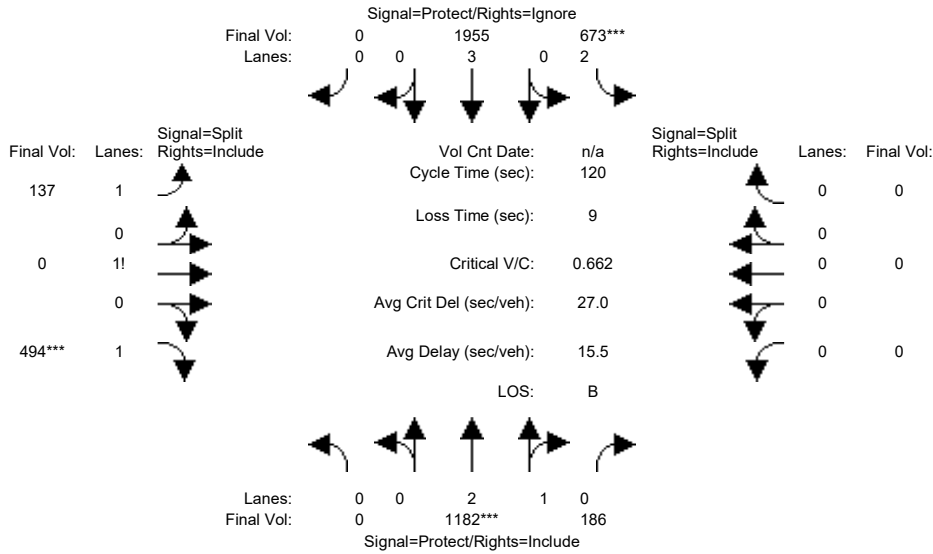 Signal=Protect/Rights=Ignore
Final Vol: 0 1955 673***
Lanes: 0 0 3 0 2
Signal=Split
Final Vol: Lanes: Rights=Include
Vol Cnt Date: n/a
Signal=Split
Rights=Include Lanes: Final Vol:
Cycle Time (sec): 120
137 1
0 0
Loss Time (sec): 9
0
0
0 1!
Critical V/C: 0.662
0 0
0
Avg Crit Del (sec/veh): 27.0
0
494*** 1
Avg Delay (sec/veh): 15.5
0 0
LOS: B
Lanes: 0 0 2 1 0
Final Vol: 0 1182*** 186
Signal=Protect/Rights=Include